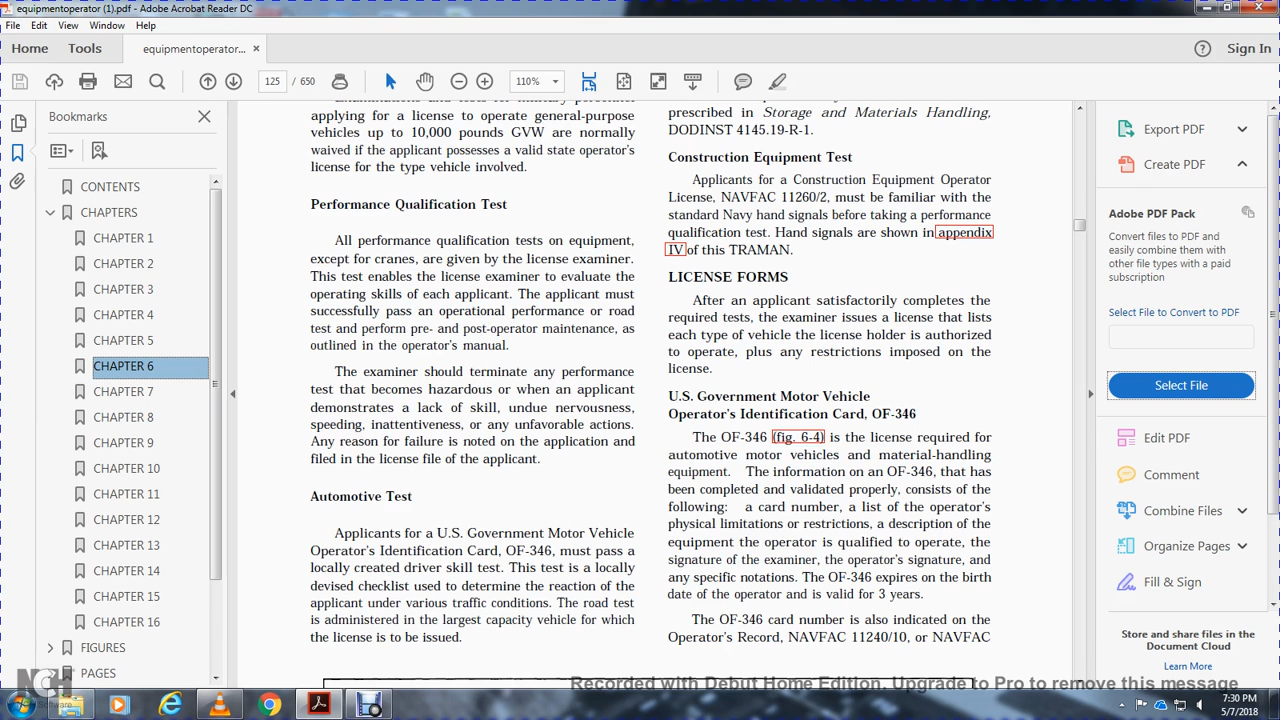 equipmentoperator (1).pdf - Adobe Acrobat Reader DC
File Edit View Window Help
Home Tools equipmentoperator... × Sign In
125 / 650 110%
Bookmarks
CONTENTS
CHAPTERS
CHAPTER 1
CHAPTER 2
CHAPTER 3
CHAPTER 4
CHAPTER 5
CHAPTER 6
CHAPTER 7
CHAPTER 8
CHAPTER 9
CHAPTER 10
CHAPTER 11
CHAPTER 12
CHAPTER 13
CHAPTER 14
CHAPTER 15
CHAPTER 16
FIGURES
PAGES
applying for a license to operate general-purpose
vehicles up to 10,000 pounds GVW are normally
waived if the applicant possesses a valid state operator's
license for the type vehicle involved.
Performance Qualification Test
All performance qualification tests on equipment,
except for cranes, are given by the license examiner.
This test enables the license examiner to evaluate the
operating skills of each applicant. The applicant must
successfully pass an operational performance or road
test and perform pre- and post-operator maintenance, as
outlined in the operator's manual.
The examiner should terminate any performance
test that becomes hazardous or when an applicant
demonstrates a lack of skill, undue nervousness,
speeding, inattentiveness, or any unfavorable actions.
Any reason for failure is noted on the application and
filed in the license file of the applicant.
Automotive Test
Applicants for a U.S. Government Motor Vehicle
Operator's Identification Card, OF-346, must pass a
locally created driver skill test. This test is a locally
devised checklist used to determine the reaction of the
applicant under various traffic conditions. The road test
is administered in the largest capacity vehicle for which
the license is to be issued.
prescribed in Storage and Materials Handling,
DODINST 4145.19-R-1.
Construction Equipment Test
Applicants for a Construction Equipment Operator
License, NAVFAC 11260/2, must be familiar with the
standard Navy hand signals before taking a performance
qualification test. Hand signals are shown in appendix
IV of this TRAMAN.
LICENSE FORMS
After an applicant satisfactorily completes the
required tests, the examiner issues a license that lists
each type of vehicle the license holder is authorized
to operate, plus any restrictions imposed on the
license.
U.S. Government Motor Vehicle
Operator's Identification Card, OF-346
The OF-346 (fig. 6-4) is the license required for
automotive motor vehicles and material-handling
equipment. The information on an OF-346, that has
been completed and validated properly, consists of the
following: a card number, a list of the operator's
physical limitations or restrictions, a description of the
equipment the operator is qualified to operate, the
signature of the examiner, the operator's signature, and
any specific notations. The OF-346 expires on the birth
date of the operator and is valid for 3 years.
The OF-346 card number is also indicated on the
Operator's Record, NAVFAC 11240/10, or NAVFAC
Export PDF
Create PDF
Adobe PDF Pack
Convert files to PDF and
easily combine them with
other file types with a paid
subscription
Select File to Convert to PDF
Select File
Edit PDF
Comment
Combine Files
Organize Pages
Fill & Sign
Store and share files in the
Document Cloud
Learn More
Recorded with Debut Home Edition. Upgrade to Pro to remove this message
NCH
Software
7:30 PM
5/7/2018